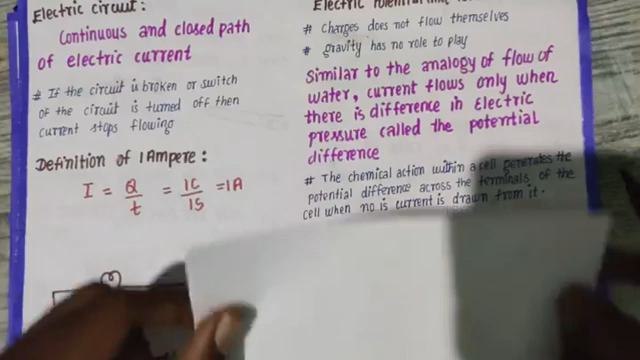 Electric circuit:
Continuous and closed path
of electric current
# If the circuit is broken or switch
of the circuit is turned off then
current stops flowing
Definition of 1 Ampere:
I = Q/t = 1C/1S = 1A
Electric
# Charges does not flow themselves
# gravity has no role to play
Similar to the analogy of flow of
water, current flows only when
there is difference in Electric
pressure called the potential
difference
# The chemical action within a cell generates the
potential difference across the terminals of the
cell when no is current is drawn from it.